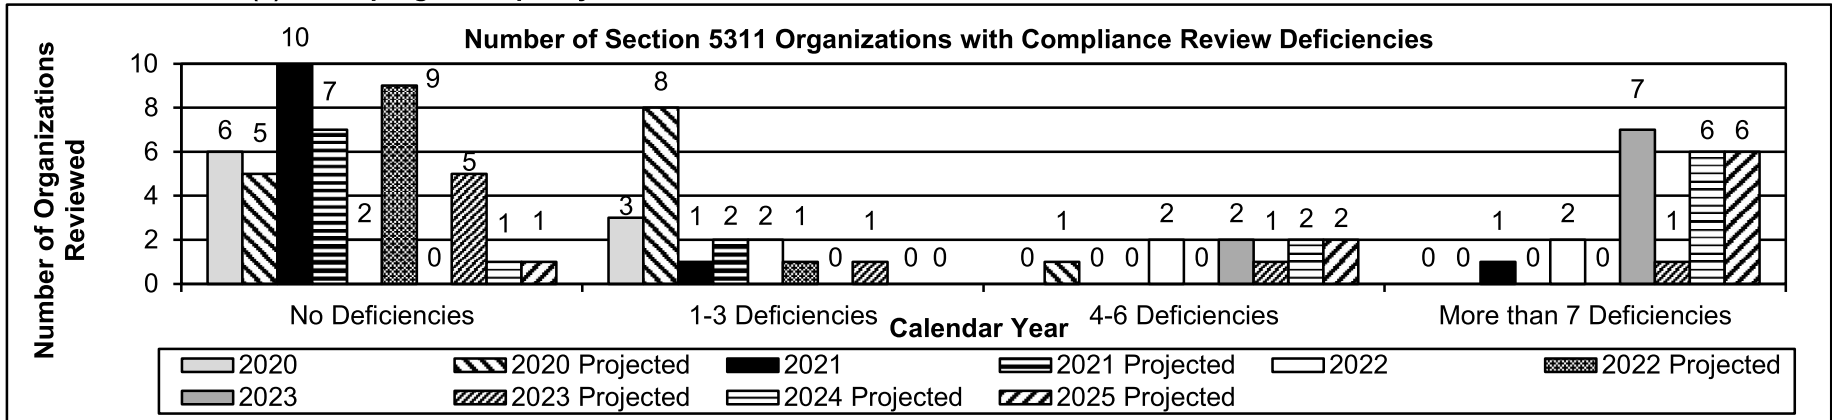 Number of Section 5311 Organizations with Compliance Review Deficiencies
Number of Organizations
Reviewed
10
8
6
4
2
0
6 5 10 7 2 9 0 5 1 1
3 8 1 2 2 1 0 1 0 0
0 1 0 0 2 0 2 1 2 2
0 0 1 0 2 0 7 1 6 6
No Deficiencies 1-3 Deficiencies 4-6 Deficiencies More than 7 Deficiencies
Calendar Year
2020 2020 Projected 2021 2021 Projected 2022 2022 Projected
2023 2023 Projected 2024 Projected 2025 Projected